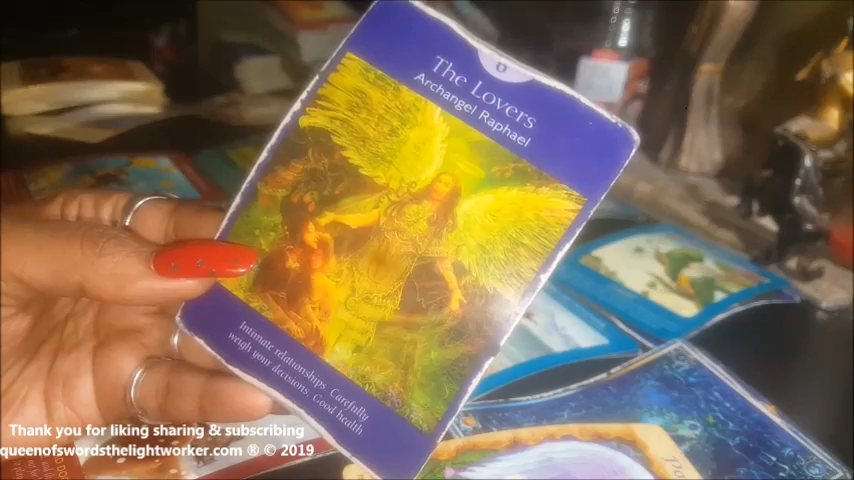 6
The Lovers
Archangel Raphael
Intimate relationships. Carefully
weigh your decisions. Good health.
Thank you for liking sharing & subscribing
queenofswordsthelightworker.com ® © 2019